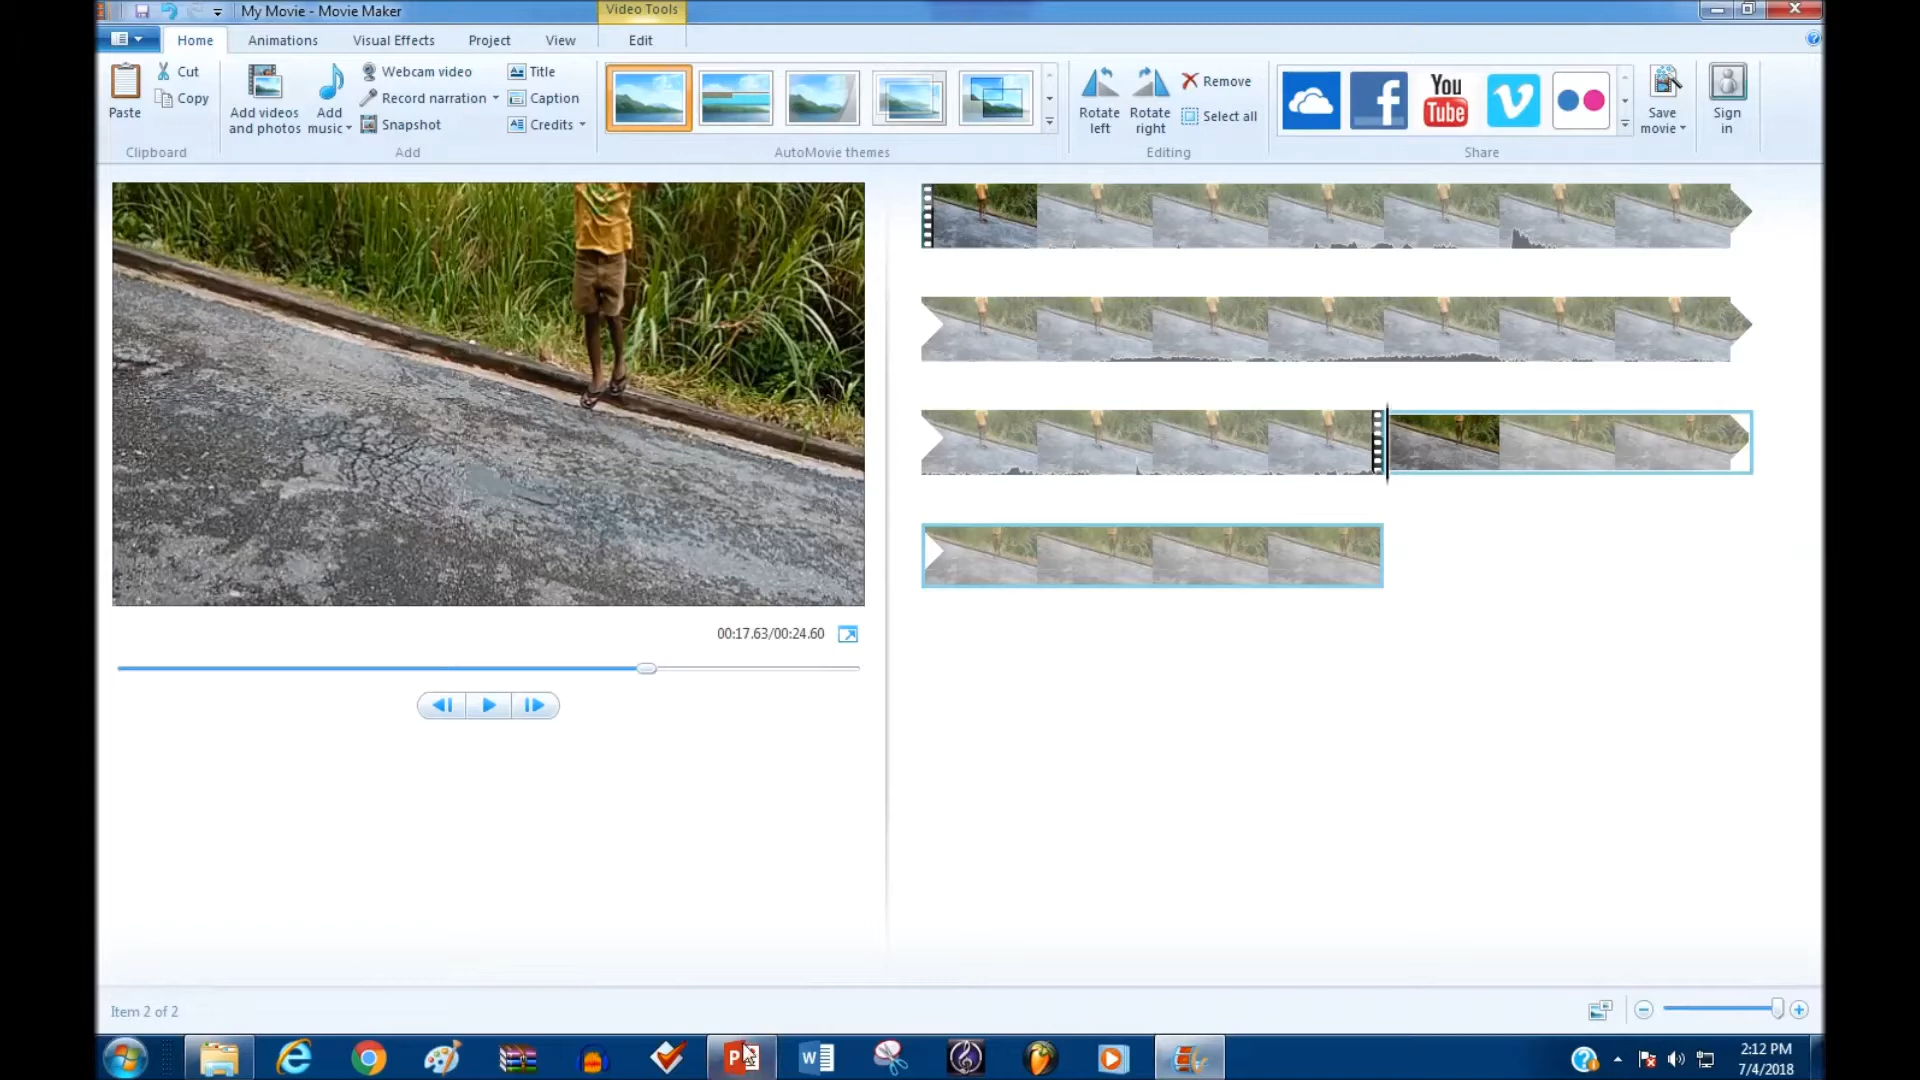 My Movie - Movie Maker
Video Tools
Home
Animations
Visual Effects
Project
View
Edit
Paste
Cut
Copy
Clipboard
Add videos
and photos
Add
music
Webcam video
Record narration
Snapshot
Title
Caption
Credits
Add
AutoMovie themes
Rotate
left
Rotate
right
Remove
Select all
Editing
You
Tube
Share
Save
movie
Sign
in
00:17.63/00:24.60
Item 2 of 2
2:12 PM
7/4/2018